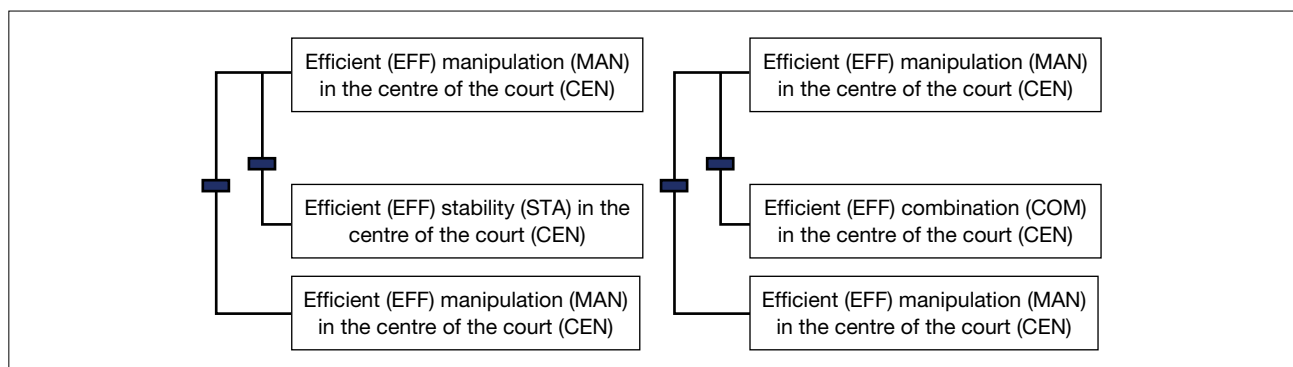 Efficient (EFF) manipulation (MAN)
in the centre of the court (CEN)
Efficient (EFF) stability (STA) in the
centre of the court (CEN)
Efficient (EFF) manipulation (MAN)
in the centre of the court (CEN)
Efficient (EFF) manipulation (MAN)
in the centre of the court (CEN)
Efficient (EFF) combination (COM)
in the centre of the court (CEN)
Efficient (EFF) manipulation (MAN)
in the centre of the court (CEN)